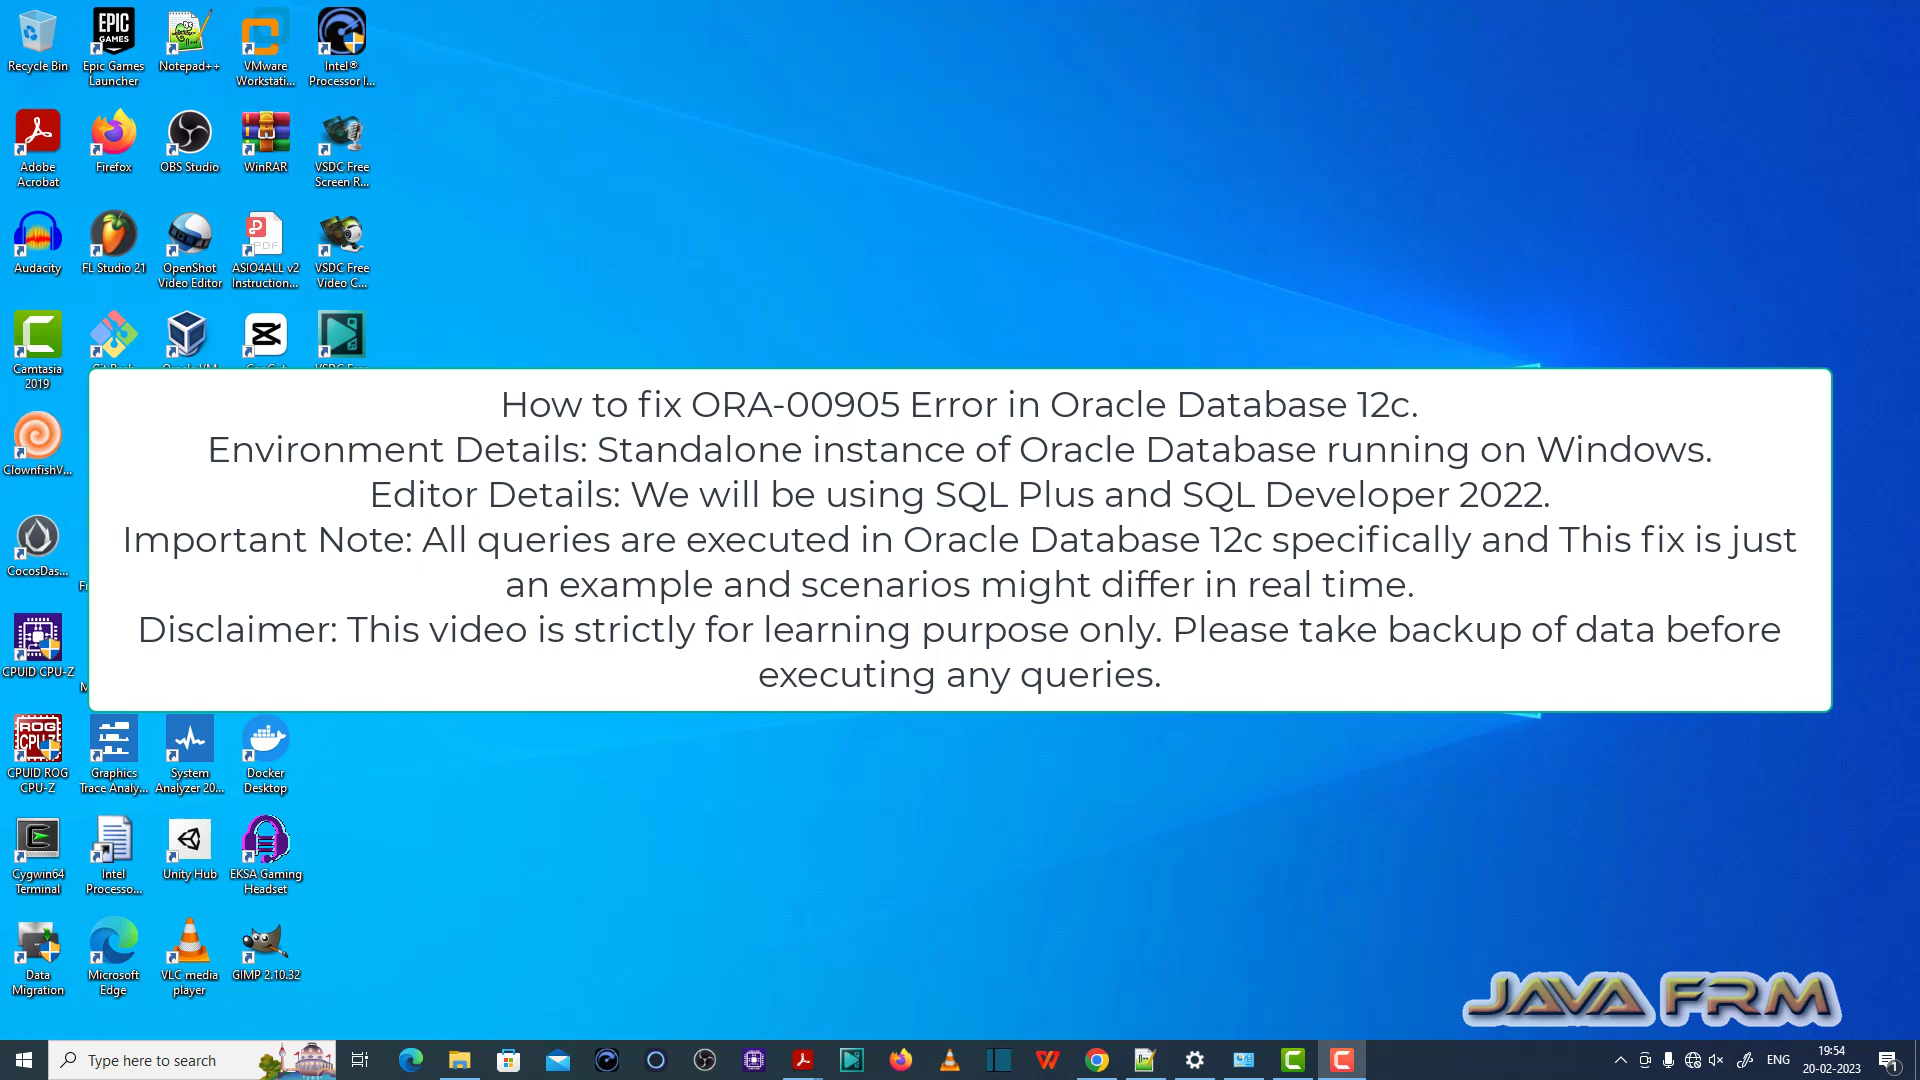 Recycle Bin
Epic Games
Launcher
Notepad++
VMware
Workstati...
Intel®
Processor I...
Adobe
Acrobat
Firefox
OBS Studio
WinRAR
VSDC Free
Screen R...
Audacity
FL Studio 21
OpenShot
Video Editor
ASIO4ALL v2
Instruction...
VSDC Free
Video C...
Camtasia
2019
ClownfishV...
CocosDas...
CPUID CPU-Z
How to fix ORA-00905 Error in Oracle Database 12c.
Environment Details: Standalone instance of Oracle Database running on Windows.
Editor Details: We will be using SQL Plus and SQL Developer 2022.
Important Note: All queries are executed in Oracle Database 12c specifically and This fix is just
an example and scenarios might differ in real time.
Disclaimer: This video is strictly for learning purpose only. Please take backup of data before
executing any queries.
CPUID ROG
CPU-Z
Graphics
Trace Analy...
System
Analyzer 20...
Docker
Desktop
Cygwin64
Terminal
Intel
Processo...
Unity Hub
EKSA Gaming
Headset
Data
Migration
Microsoft
Edge
VLC media
player
GIMP 2.10.32
JAVA FRM
Type here to search
ENG
19:54
20-02-2023
1